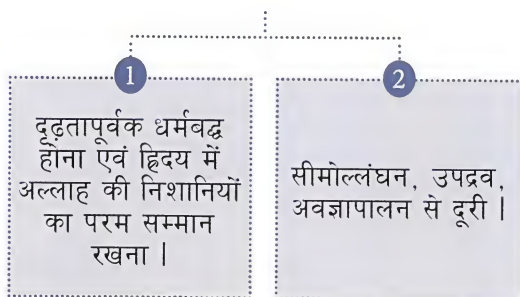 1
दृढ़तापूर्वक धर्मबद्ध
होना एवं ह्रिदय में
अल्लाह की निशानियों
का परम सम्मान
रखना |
2
सीमोल्लंघन, उपद्रव,
अवज्ञापालन से दूरी |